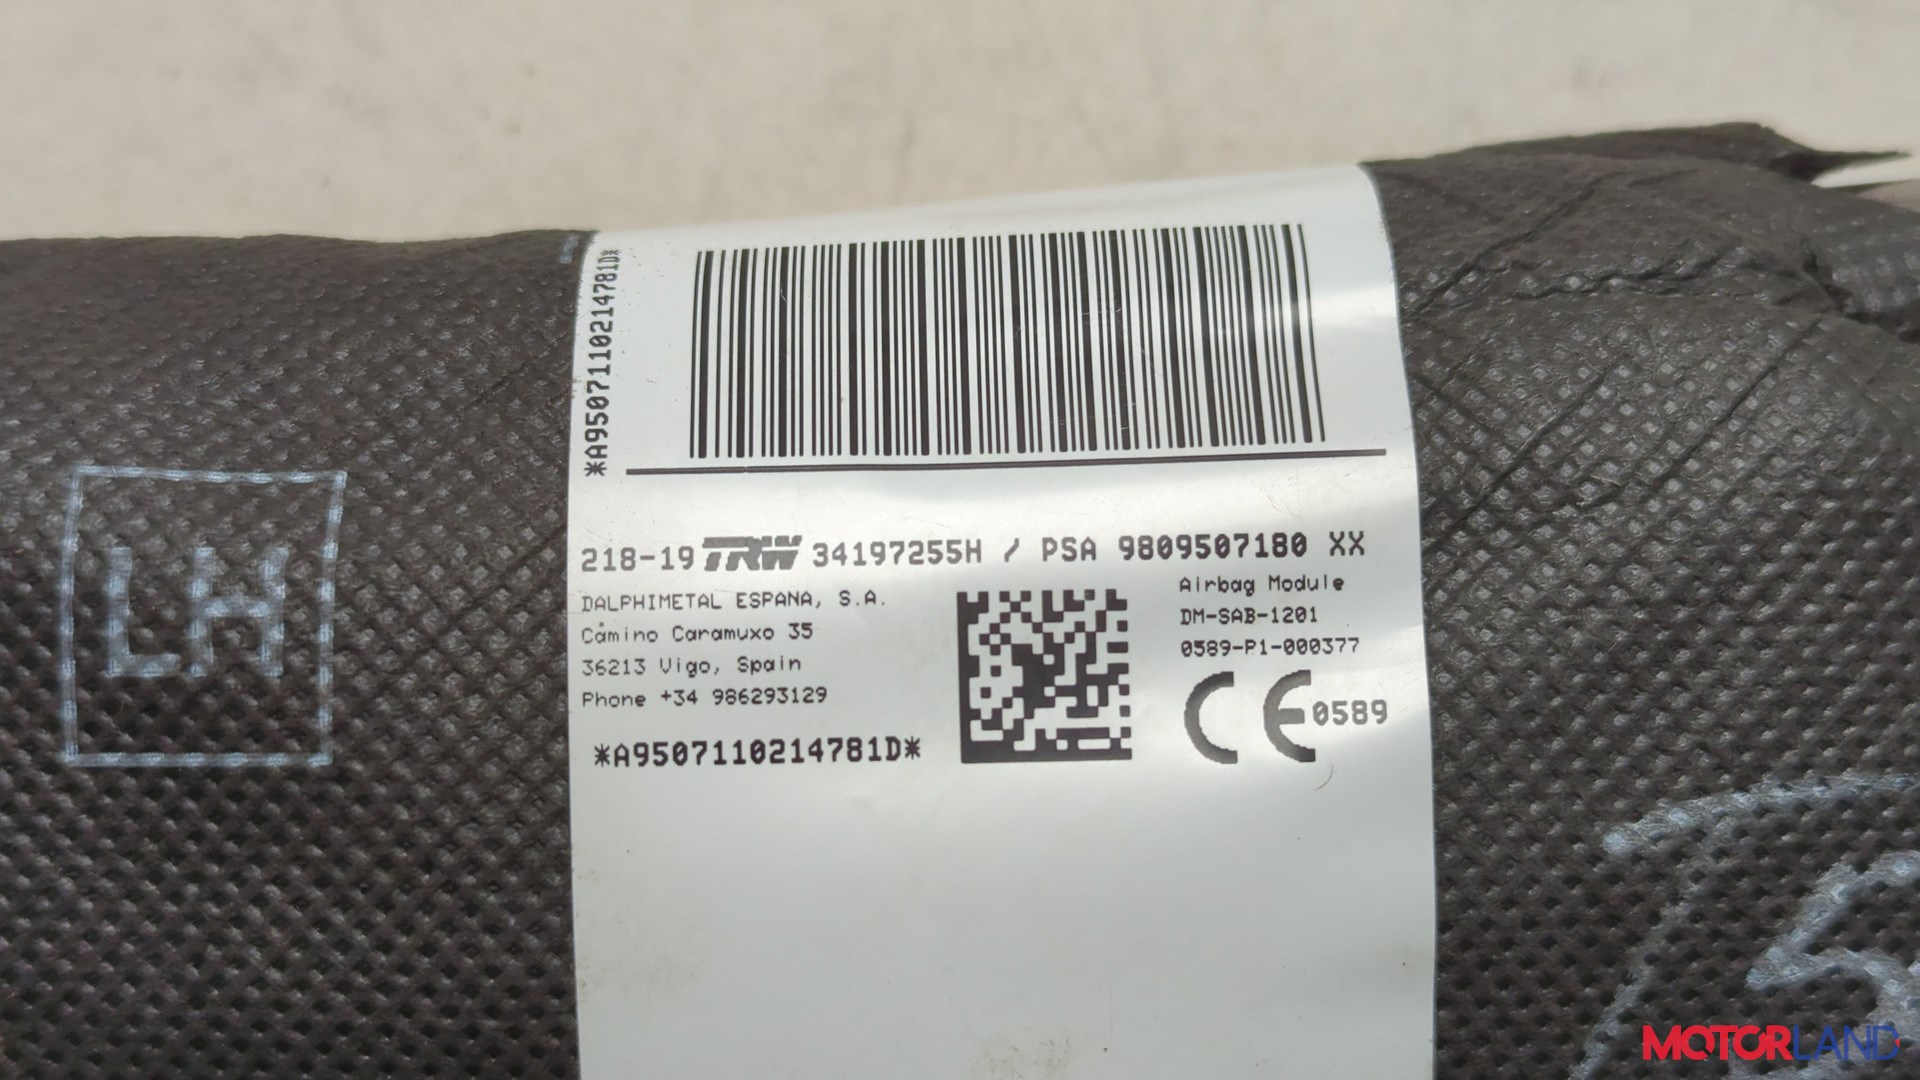 *A9507110214781D*
218-19 TRW 34197255H / PSA 9809507180 XX
DALPHIMETAL ESPANA, S.A.
Camino Caramuxo 35
36213 Vigo, Spain
Phone +34 986293129
*A9507110214781D*
Airbag Module
DM-SAB-1201
0589-P1-000377
CE 0589
LH
MOTORLAND